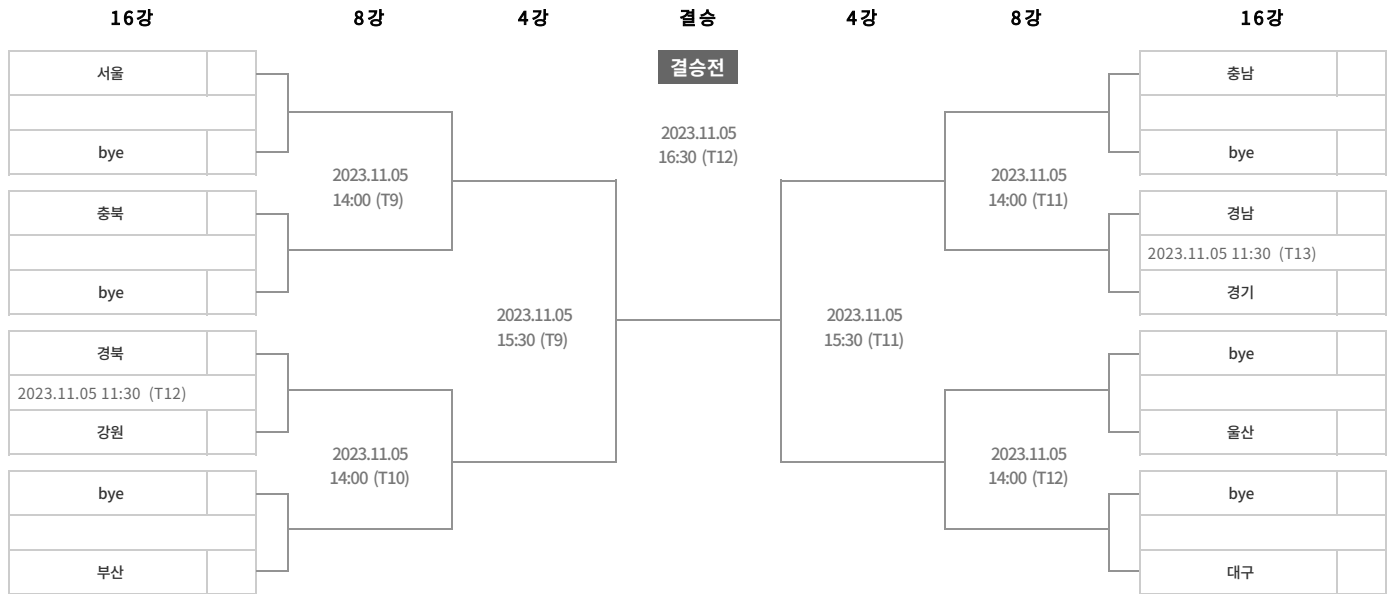 16강 8강 4강 결승 4강 8강 16강
결승전
서울
bye
2023.11.05
14:00 (T9)
충북
bye
2023.11.05
15:30 (T9)
경북
2023.11.05 11:30 (T12)
강원
2023.11.05
14:00 (T10)
bye
부산
2023.11.05
16:30 (T12)
충남
bye
2023.11.05
14:00 (T11)
경남
2023.11.05 11:30 (T13)
경기
2023.11.05
15:30 (T11)
bye
울산
2023.11.05
14:00 (T12)
bye
대구